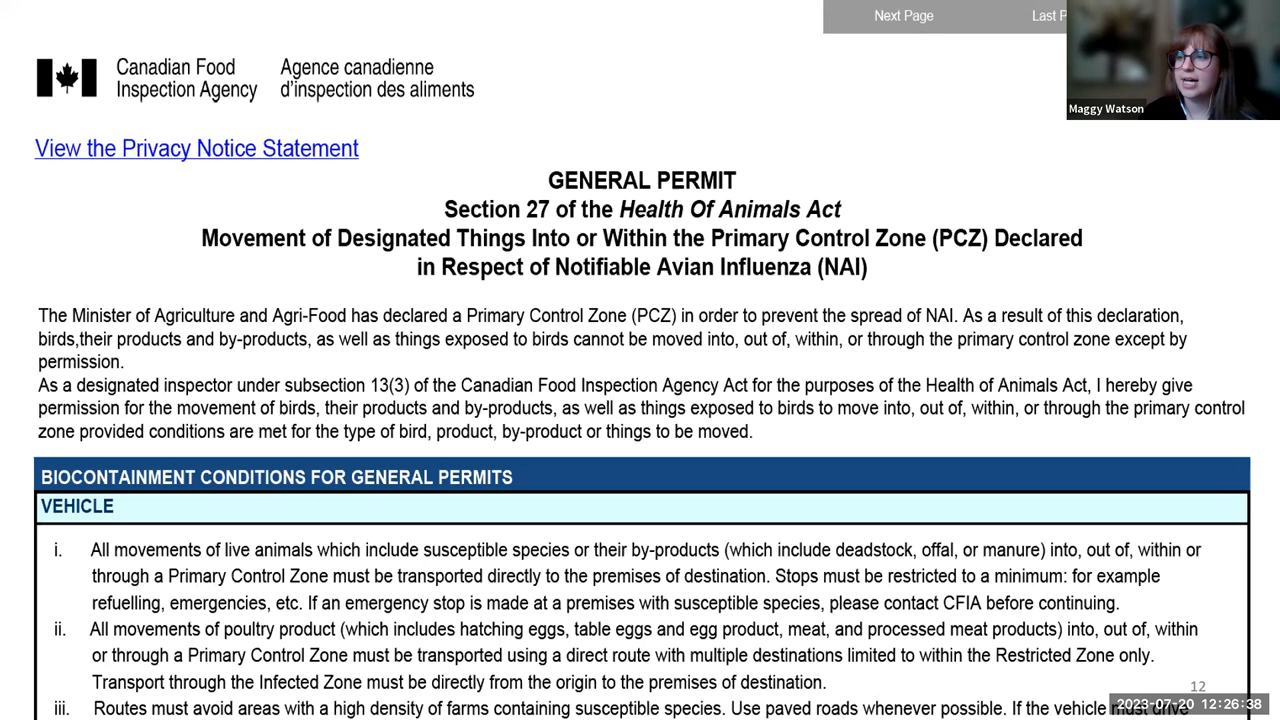 Next Page Last P
Canadian Food Agence canadienne
Inspection Agency d'inspection des aliments
Maggy Watson
View the Privacy Notice Statement
GENERAL PERMIT
Section 27 of the Health Of Animals Act
Movement of Designated Things Into or Within the Primary Control Zone (PCZ) Declared
in Respect of Notifiable Avian Influenza (NAI)
The Minister of Agriculture and Agri-Food has declared a Primary Control Zone (PCZ) in order to prevent the spread of NAI. As a result of this declaration,
birds,their products and by-products, as well as things exposed to birds cannot be moved into, out of, within, or through the primary control zone except by
permission.
As a designated inspector under subsection 13(3) of the Canadian Food Inspection Agency Act for the purposes of the Health of Animals Act, I hereby give
permission for the movement of birds, their products and by-products, as well as things exposed to birds to move into, out of, within, or through the primary control
zone provided conditions are met for the type of bird, product, by-product or things to be moved.
BIOCONTAINMENT CONDITIONS FOR GENERAL PERMITS
VEHICLE
i. All movements of live animals which include susceptible species or their by-products (which include deadstock, offal, or manure) into, out of, within or
through a Primary Control Zone must be transported directly to the premises of destination. Stops must be restricted to a minimum: for example
refuelling, emergencies, etc. If an emergency stop is made at a premises with susceptible species, please contact CFIA before continuing.
ii. All movements of poultry product (which includes hatching eggs, table eggs and egg product, meat, and processed meat products) into, out of, within
or through a Primary Control Zone must be transported using a direct route with multiple destinations limited to within the Restricted Zone only.
Transport through the Infected Zone must be directly from the origin to the premises of destination.
12
iii. Routes must avoid areas with a high density of farms containing susceptible species. Use paved roads whenever possible. If the vehicle must drive
2023-07-20 12:26:38